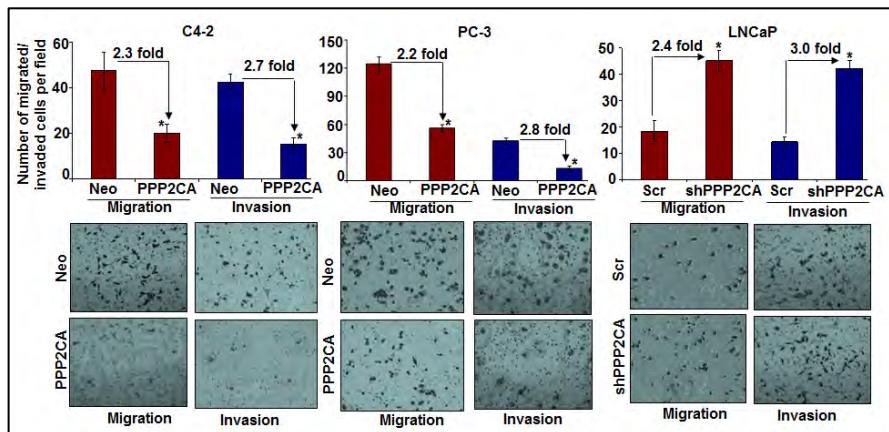 C4-2
PC-3
LNCaP
Number of migrated/
invaded cells per field
60
40
20
0
2.3 fold
*
2.7 fold
*
Neo PPP2CA Neo PPP2CA
Migration Invasion
150
120
90
60
30
0
2.2 fold
*
2.8 fold
*
Neo PPP2CA Neo PPP2CA
Migration Invasion
50
40
30
20
10
0
2.4 fold
*
3.0 fold
*
Scr shPPP2CA Scr shPPP2CA
Migration Invasion
Neo
PPP2CA
Migration Invasion
Neo
PPP2CA
Migration Invasion
Scr
shPPP2CA
Migration Invasion